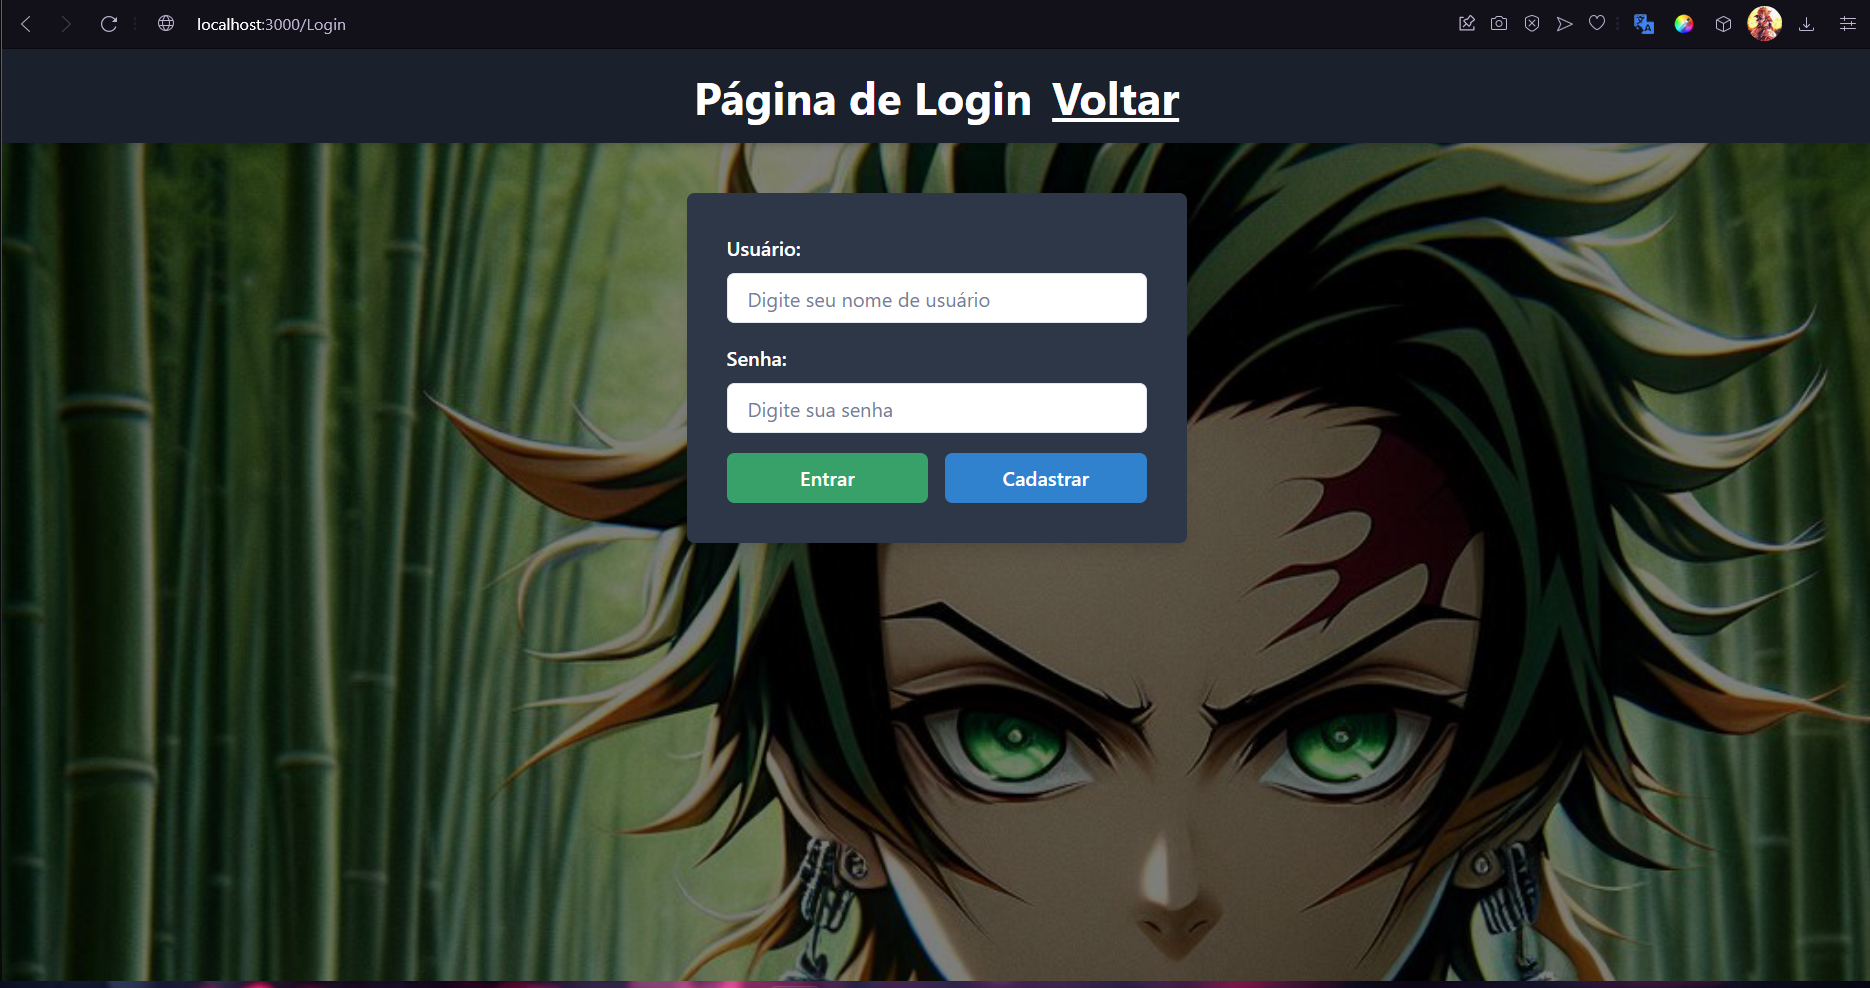 localhost:3000/Login
Página de Login Voltar
Usuário:
Digite seu nome de usuário
Senha:
Digite sua senha
Entrar Cadastrar